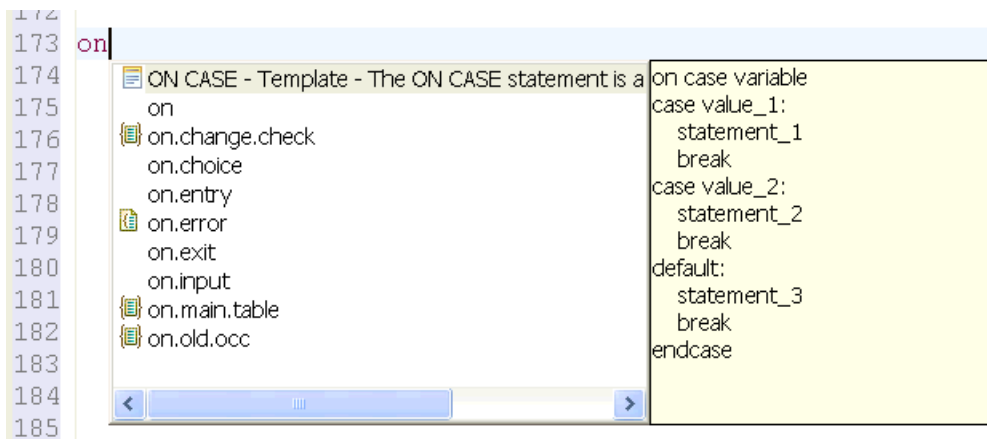 172
173 on
174
175
176
177
178
179
180
181
182
183
184
185
ON CASE - Template - The ON CASE statement is a
on
on.change.check
on.choice
on.entry
on.error
on.exit
on.input
on.main.table
on.old.occ
on case variable
case value_1:
statement_1
break
case value_2:
statement_2
break
default:
statement_3
break
endcase